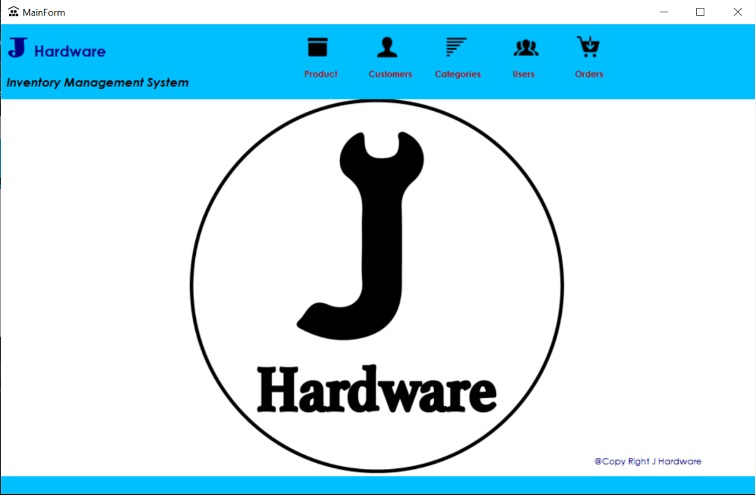 MainForm
J Hardware
Product
Customers
Categories
Users
Orders
Inventory Management System
J
Hardware
@Copy Right J Hardware